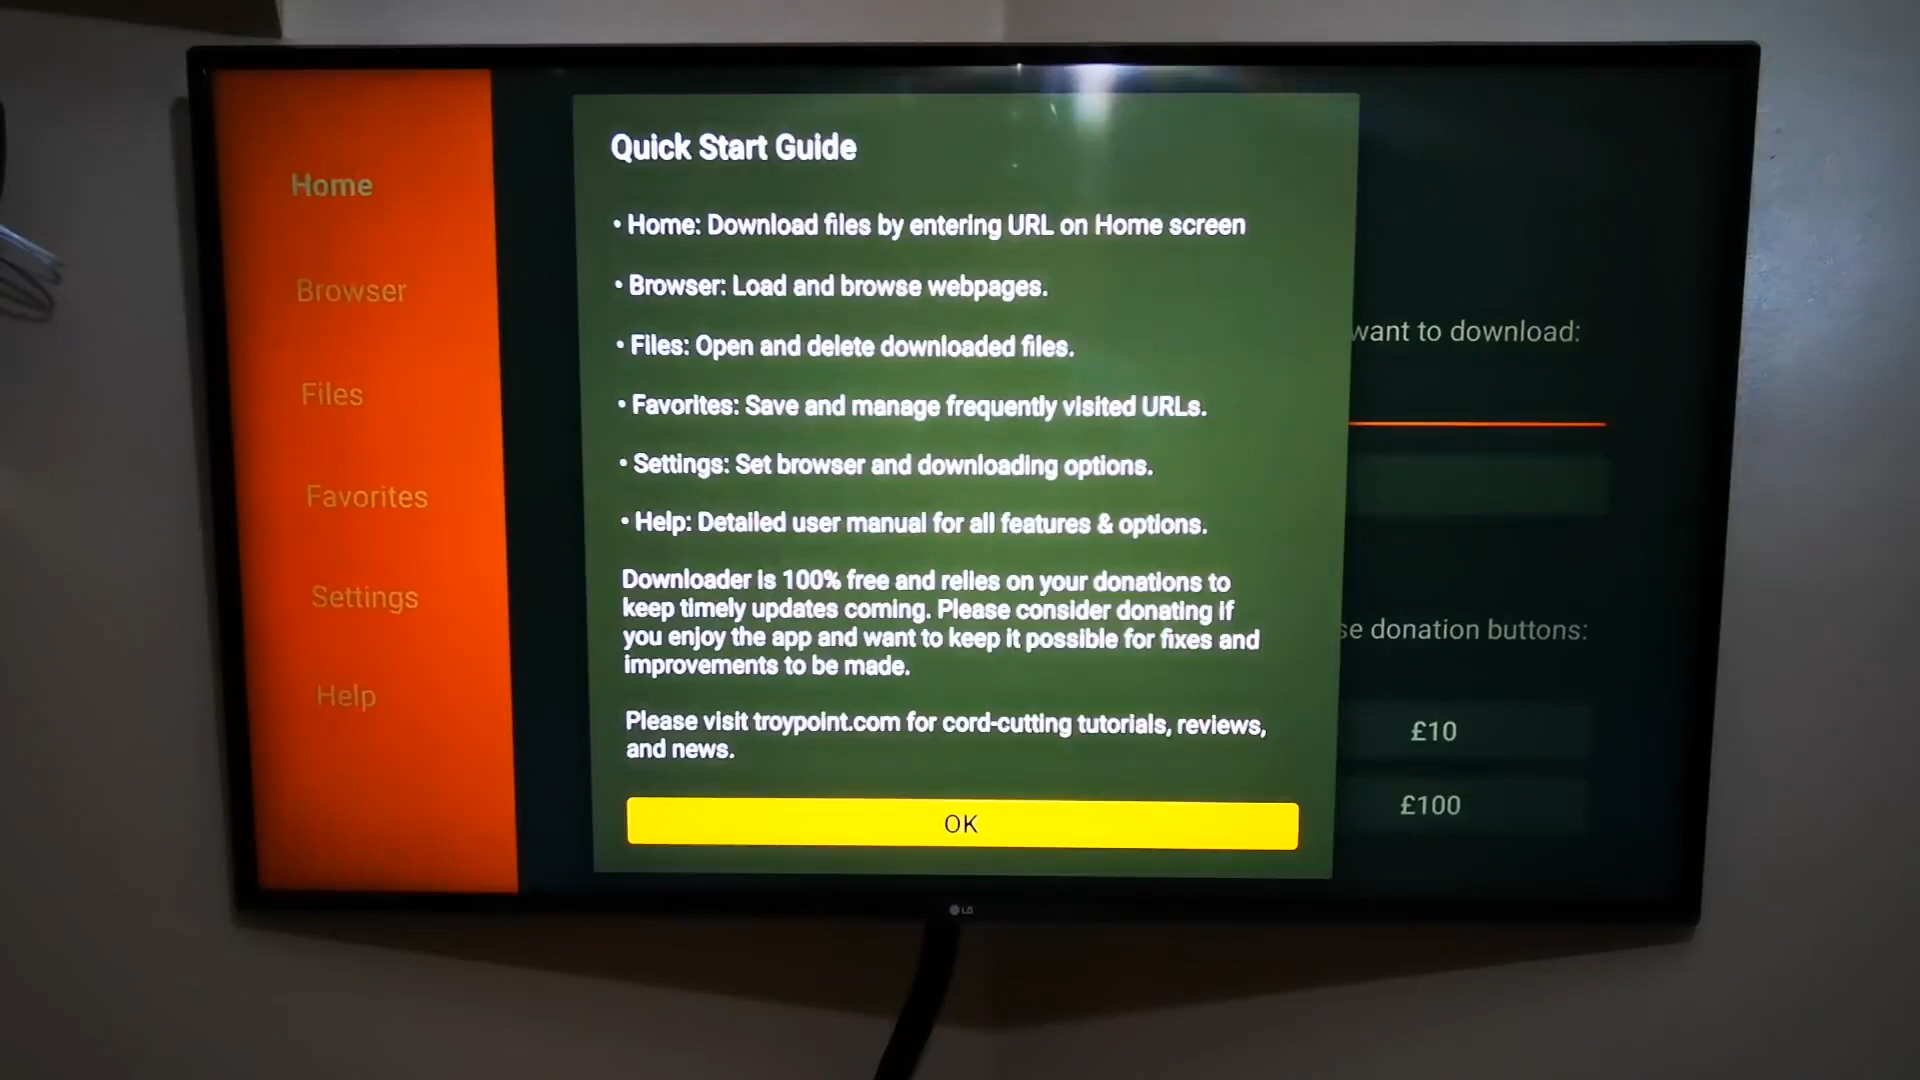 Home
Browser
Files
Favorites
Settings
Help
Quick Start Guide
• Home: Download files by entering URL on Home screen
• Browser: Load and browse webpages.
• Files: Open and delete downloaded files.
• Favorites: Save and manage frequently visited URLs.
• Settings: Set browser and downloading options.
• Help: Detailed user manual for all features & options.
Downloader is 100% free and relies on your donations to
keep timely updates coming. Please consider donating if
you enjoy the app and want to keep it possible for fixes and
improvements to be made.
Please visit troypoint.com for cord-cutting tutorials, reviews,
and news.
OK
want to download:
se donation buttons:
£10
£100
LG